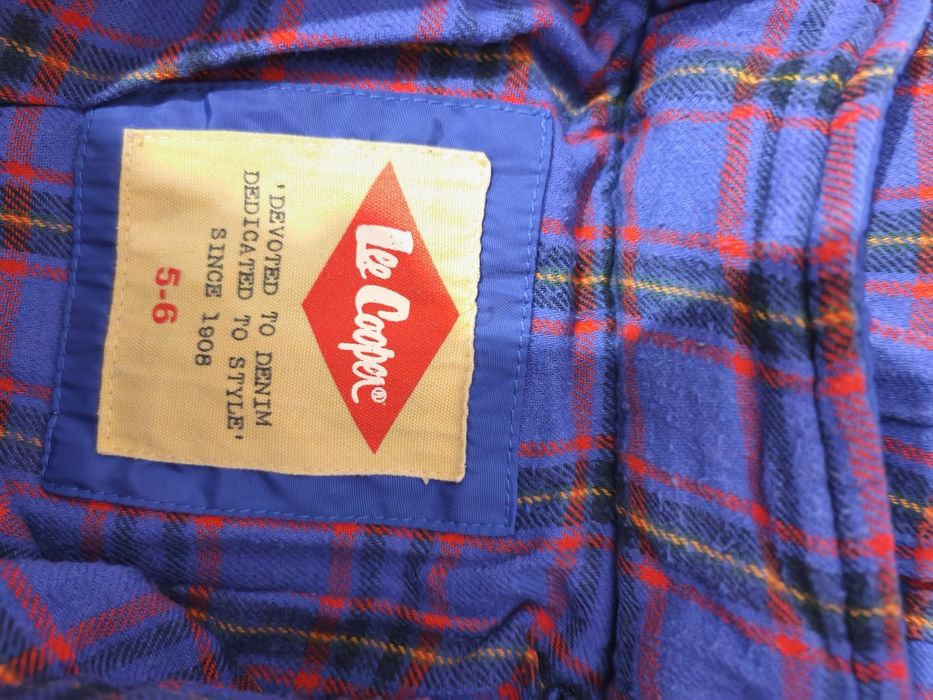 Lee Cooper®
'DEVOTED TO DENIM
DEDICATED TO STYLE'
SINCE 1908
5-6